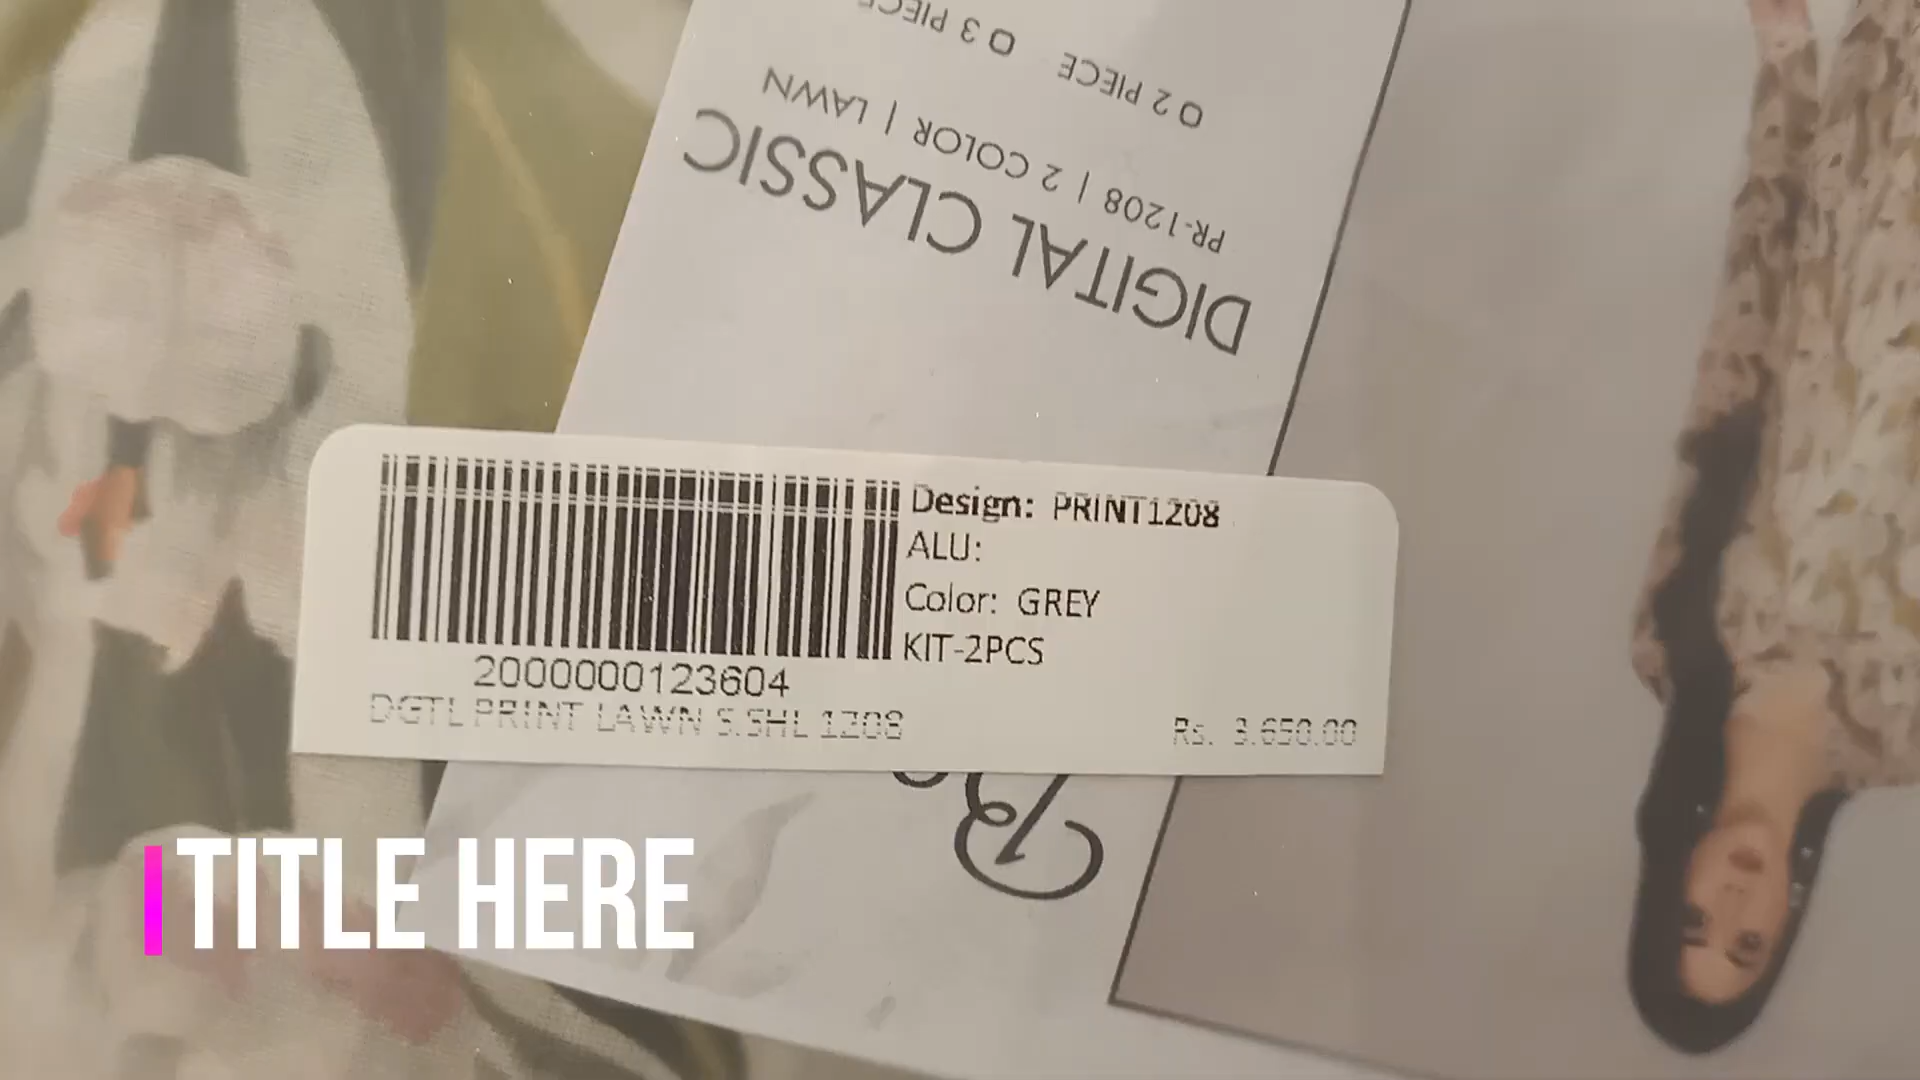 O 2 PIECE O 3 PIECE
PR-1208 | 2 COLOR | LAWN
DIGITAL CLASSIC
Design: PRINT1208
ALU:
Color: GREY
KIT-2PCS
2000000123604
DGTL PRINT LAWN S.SHL 1208
Rs. 3,650.00
TITLE HERE